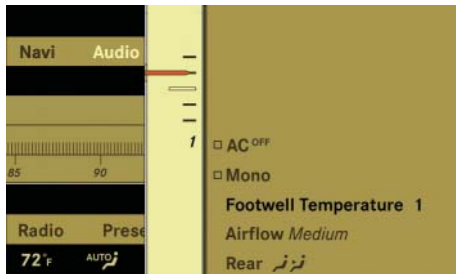 Navi Audio
85 90
Radio Prese
72°F AUTO
1
AC OFF
Mono
Footwell Temperature 1
Airflow Medium
Rear